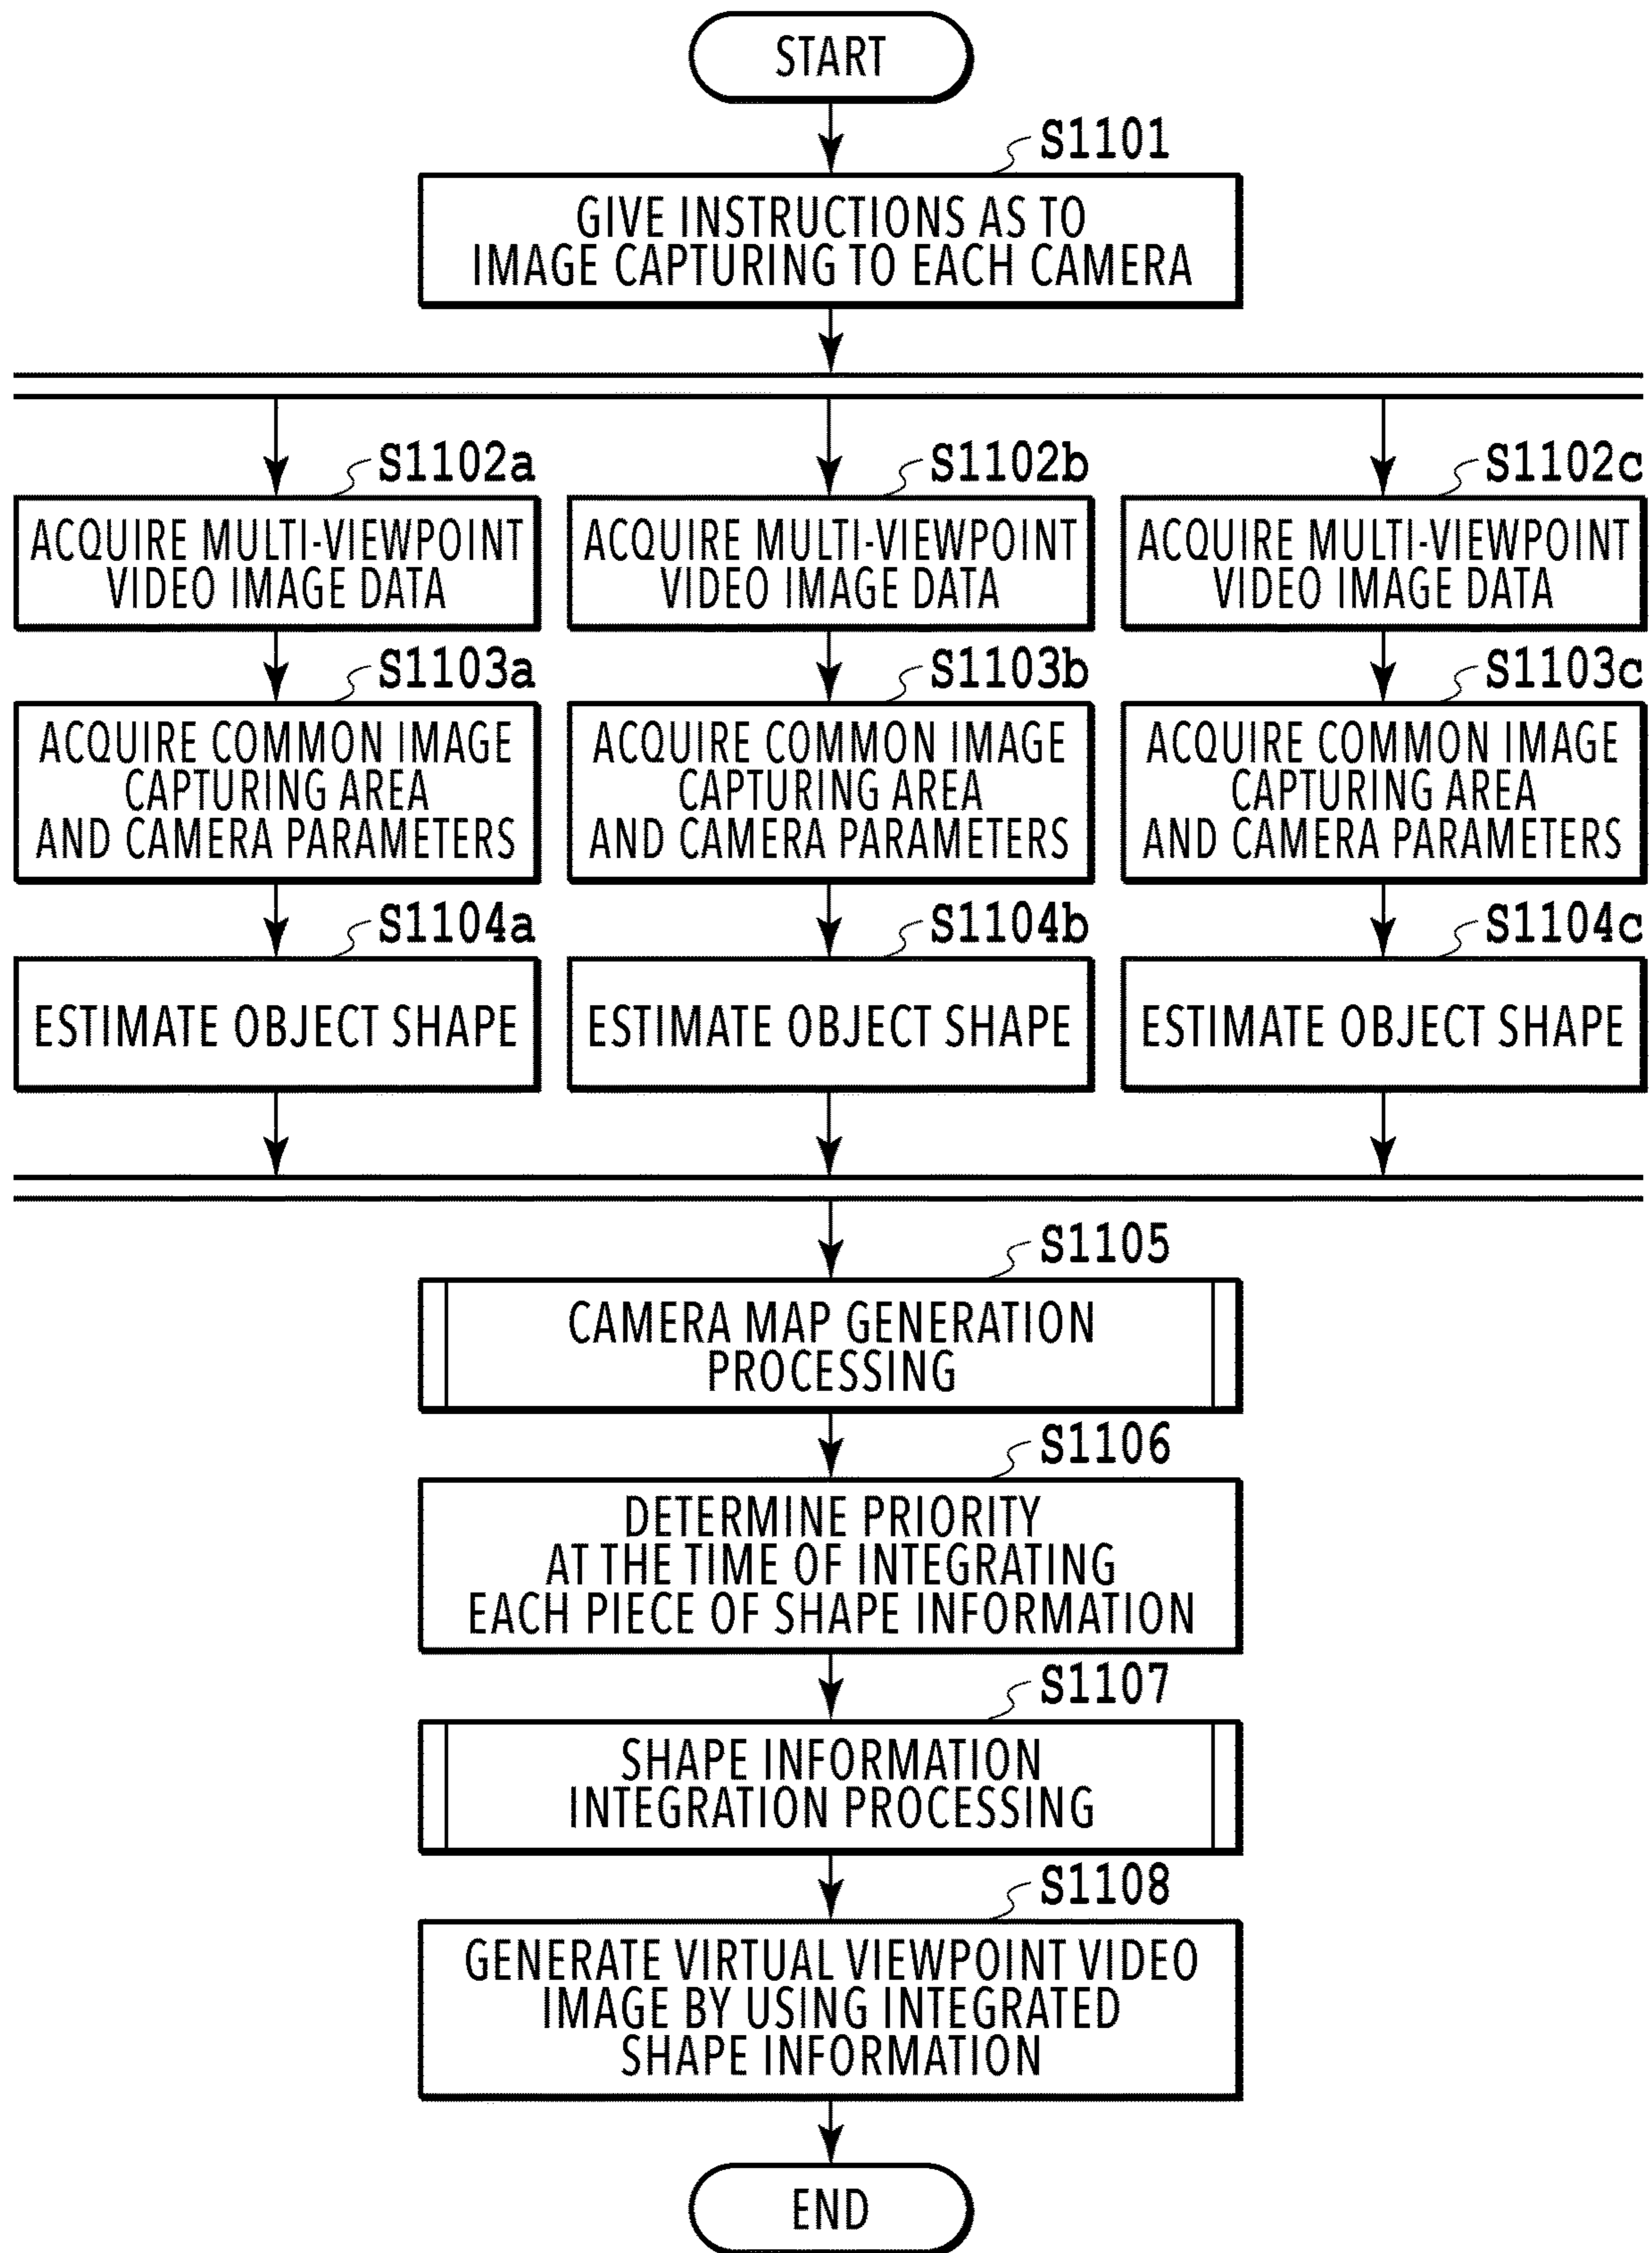 START
S1101
GIVE INSTRUCTIONS AS TO
IMAGE CAPTURING TO EACH CAMERA
S1102a
ACQUIRE MULTI-VIEWPOINT
VIDEO IMAGE DATA
S1102b
ACQUIRE MULTI-VIEWPOINT
VIDEO IMAGE DATA
S1102c
ACQUIRE MULTI-VIEWPOINT
VIDEO IMAGE DATA
S1103a
ACQUIRE COMMON IMAGE
CAPTURING AREA
AND CAMERA PARAMETERS
S1103b
ACQUIRE COMMON IMAGE
CAPTURING AREA
AND CAMERA PARAMETERS
S1103c
ACQUIRE COMMON IMAGE
CAPTURING AREA
AND CAMERA PARAMETERS
S1104a
ESTIMATE OBJECT SHAPE
S1104b
ESTIMATE OBJECT SHAPE
S1104c
ESTIMATE OBJECT SHAPE
S1105
CAMERA MAP GENERATION
PROCESSING
S1106
DETERMINE PRIORITY
AT THE TIME OF INTEGRATING
EACH PIECE OF SHAPE INFORMATION
S1107
SHAPE INFORMATION
INTEGRATION PROCESSING
S1108
GENERATE VIRTUAL VIEWPOINT VIDEO
IMAGE BY USING INTEGRATED
SHAPE INFORMATION
END